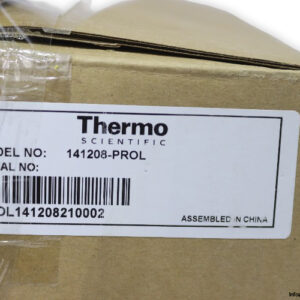 Thermo
SCIENTIFIC
DEL NO: 141208-PROL
AL NO:
OL141208210002
ASSEMBLED IN CHINA